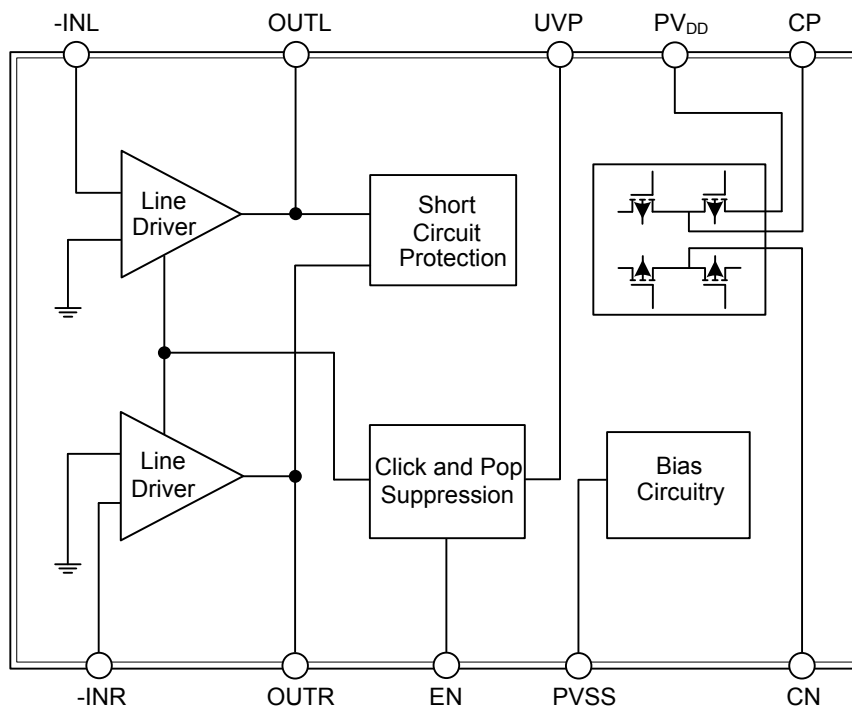 -INL
OUTL
UVP
PVDD
CP
Line
Driver
Short
Circuit
Protection
Line
Driver
Click and Pop
Suppression
Bias
Circuitry
-INR
OUTR
EN
PVSS
CN